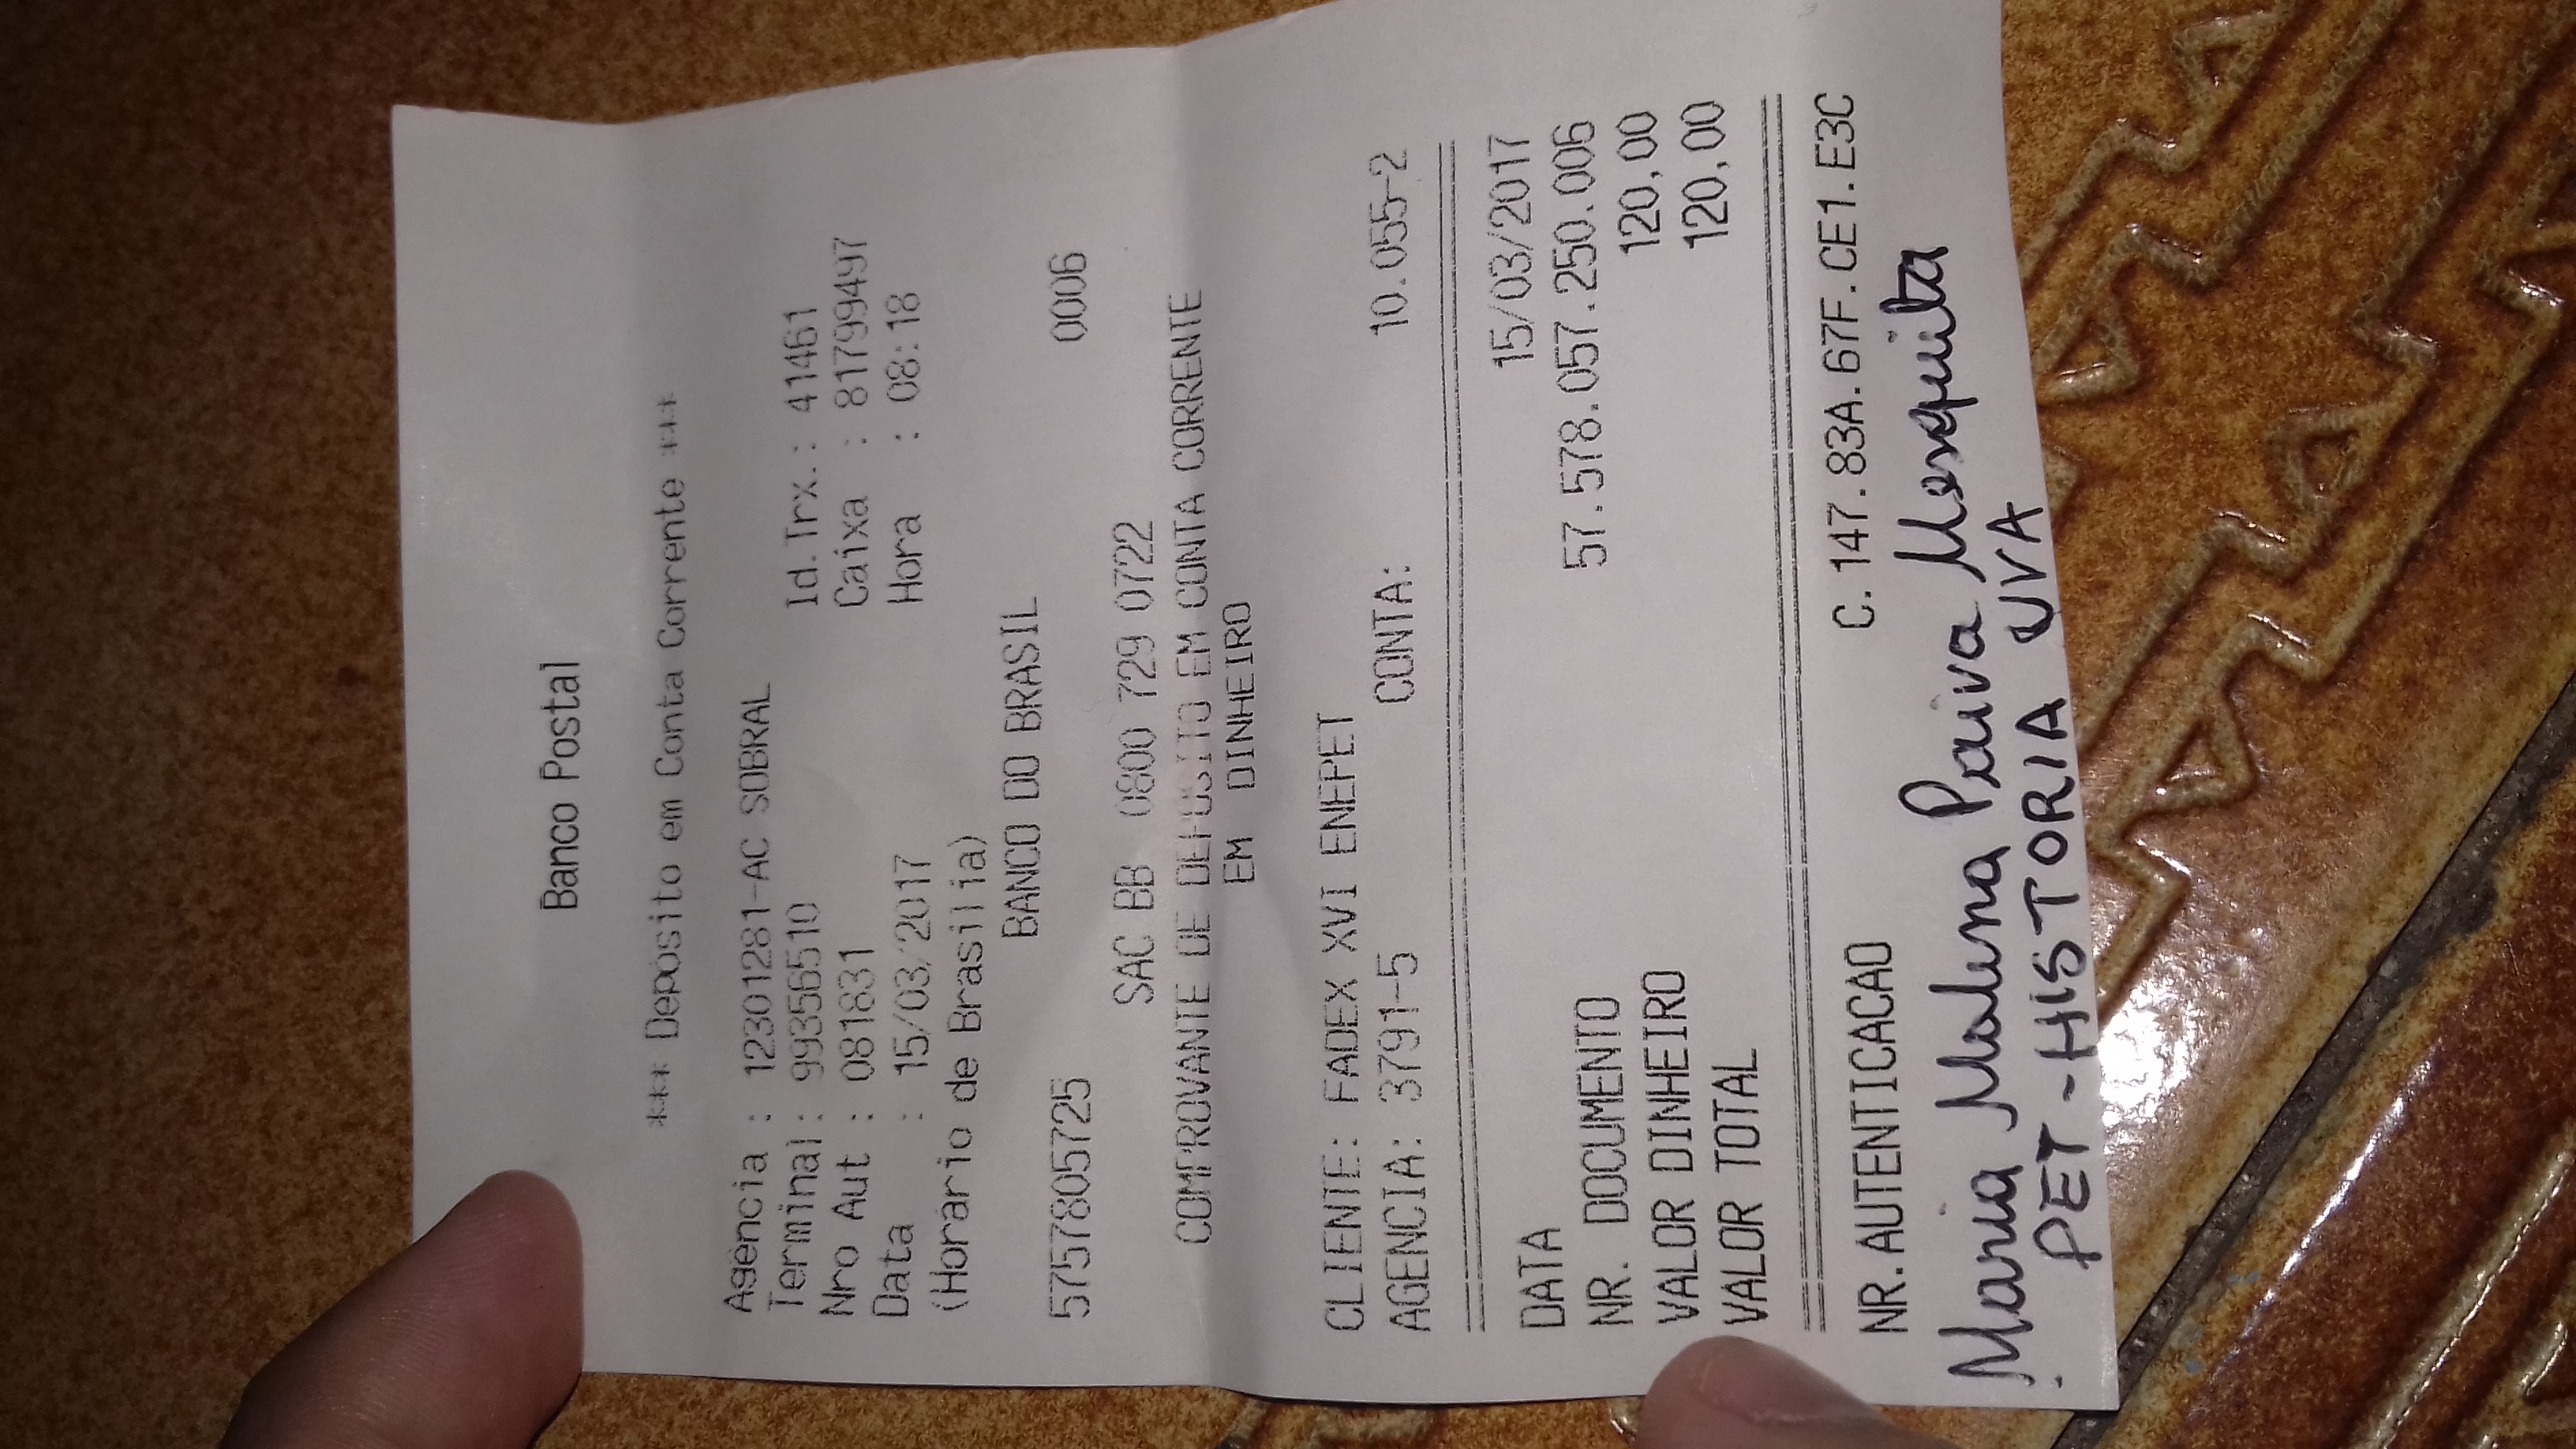 Banco Postal
*** Depósito em Conta Corrente ***
Agência : 12301281-AC SOBRAL
Terminal: 99356510 Id.Trx.: 41461
Nro Aut : 081831 Caixa : 81799497
Data : 15/03/2017 Hora : 08:18
(Horário de Brasília)
BANCO DO BRASIL
5757805725 0006
SAC BB 0800 729 0722
COMPROVANTE DE DEPOSITO EM CONTA CORRENTE
EM DINHEIRO
CLIENTE: FADEX XVI ENEPET
AGENCIA: 3791-5 CONTA: 10.055-2
DATA 15/03/2017
NR. DOCUMENTO 57.578.057.250.006
VALOR DINHEIRO 120,00
VALOR TOTAL 120,00
NR.AUTENTICACAO C.147.83A.67F.CE1.E3C
Maria Malena Paiva Mesquita
PET-HISTORIA UVA